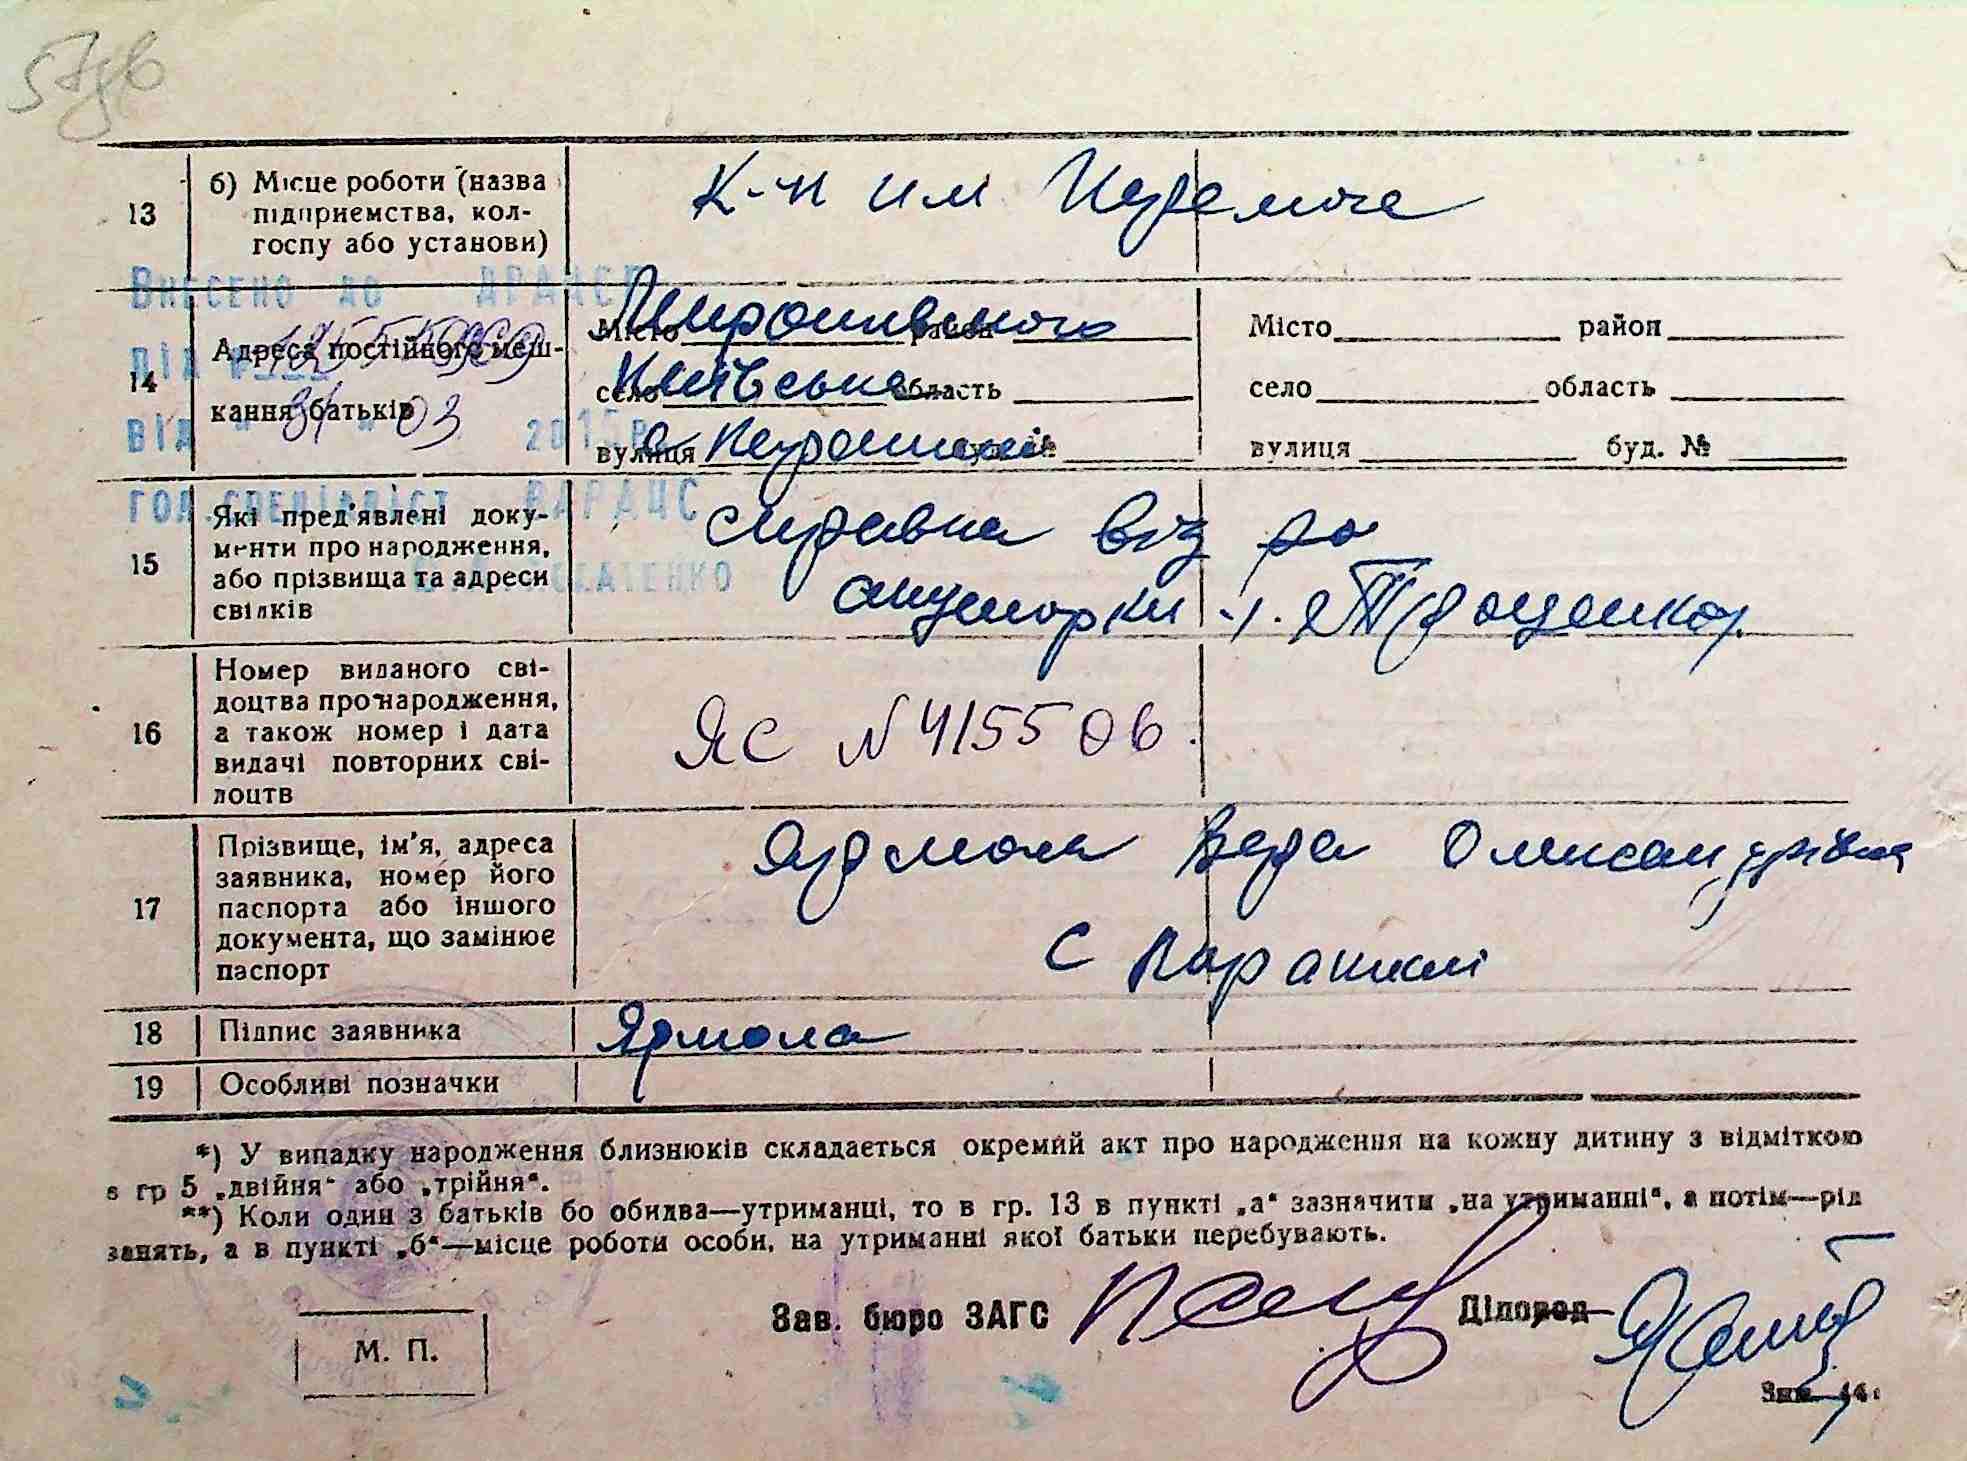 13
б) Місце роботи (назва
підприємства, кол-
госпу або установи)
К-п им
Внесено до ДРАЦС
14
Адреса постійного меш-
кання батьків
від " 31 " 03 2015р.
Місто район
Київська
село область
вулиця
Місто район
село область
вулиця буд. №
гол. спеціаліст РАЦС
15
Які пред'явлені доку-
менти про народження,
або прізвища та адреси
свідків
справка від
акушорки
16
Номер виданого сві-
доцтва про народження,
а також номер і дата
видачі повторних сві-
доцтв
ЯС № 415506
17
Прізвище, ім'я, адреса
заявника, номер його
паспорта або іншого
документа, що замінює
паспорт
Ярмола Вера Олександрівна
С
18
Підпис заявника
Ярмола
19
Особливі позначки
*) У випадку народження близнюків складається окремий акт про народження на кожну дитину з відміткою
в гр 5 „двійня“ або „трійня“.
**) Коли один з батьків бо обидва—утриманці, то в гр. 13 в пункті „а“ зазначити „на утриманні“, а потім—рід
занять, а в пункті „б“—місце роботи особи, на утриманні якої батьки перебувають.
Зав. бюро ЗАГС
Діловод
М. П.